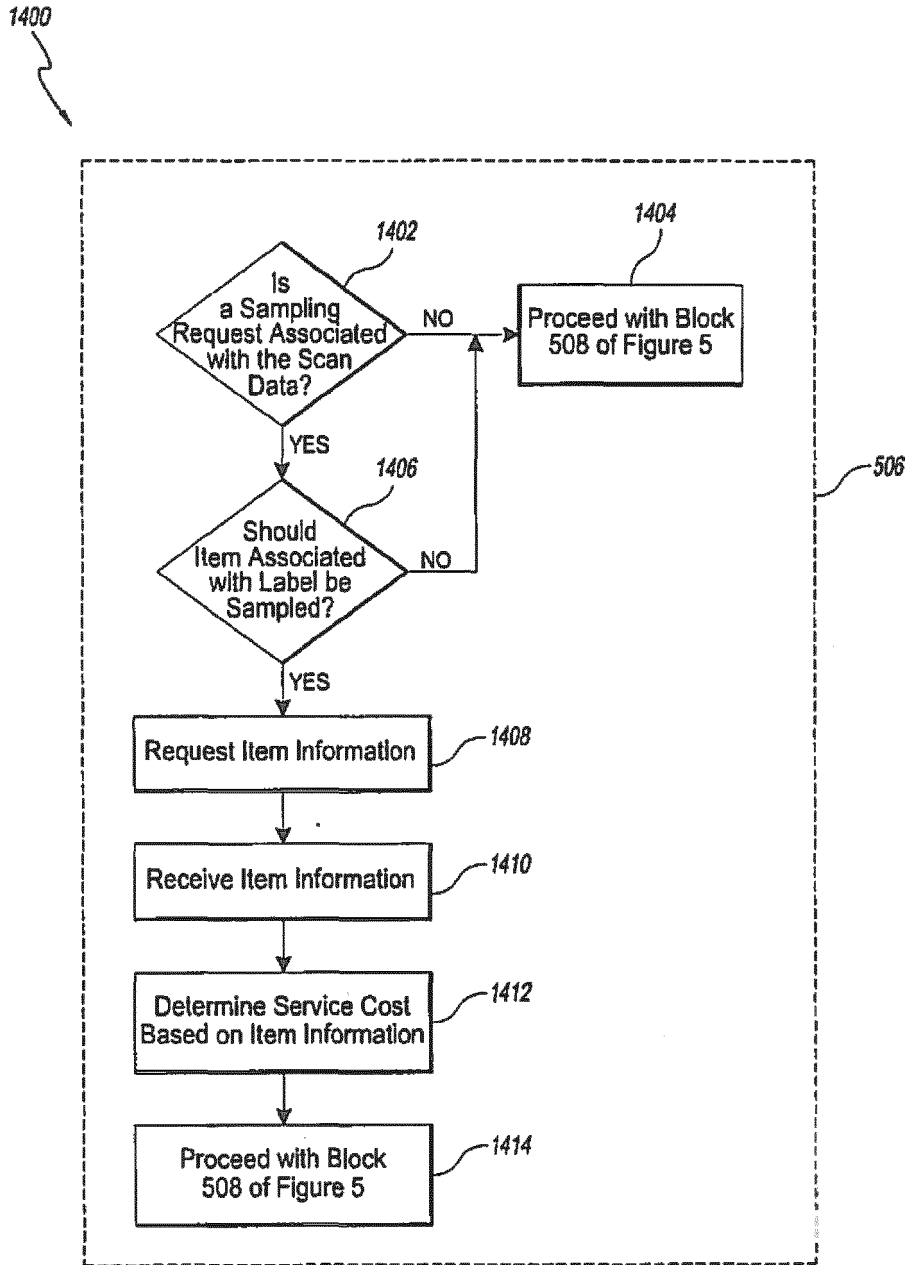 1400
1402
Is
a Sampling
Request Associated
with the Scan
Data?
NO
1404
Proceed with Block
508 of Figure 5
YES
1406
Should
Item Associated
with Label be
Sampled?
NO
506
YES
Request Item Information
1408
Receive Item Information
1410
Determine Service Cost
Based on Item Information
1412
Proceed with Block
508 of Figure 5
1414